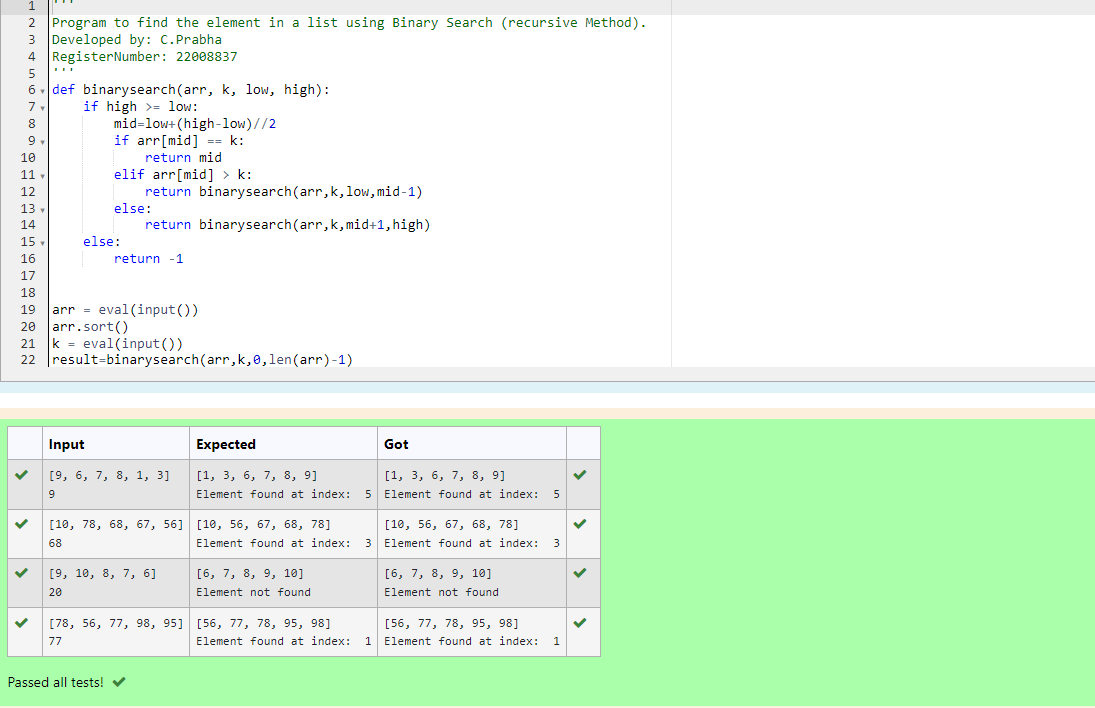 1 '''
2 Program to find the element in a list using Binary Search (recursive Method).
3 Developed by: C.Prabha
4 RegisterNumber: 22008837
5 '''
6 def binarysearch(arr, k, low, high):
7     if high >= low:
8         mid=low+(high-low)//2
9         if arr[mid] == k:
10             return mid
11         elif arr[mid] > k:
12             return binarysearch(arr,k,low,mid-1)
13         else:
14             return binarysearch(arr,k,mid+1,high)
15     else:
16         return -1
17
18
19 arr = eval(input())
20 arr.sort()
21 k = eval(input())
22 result=binarysearch(arr,k,0,len(arr)-1)
Input Expected Got
[9, 6, 7, 8, 1, 3] [1, 3, 6, 7, 8, 9] [1, 3, 6, 7, 8, 9]
9 Element found at index:  5 Element found at index:  5
[10, 78, 68, 67, 56] [10, 56, 67, 68, 78] [10, 56, 67, 68, 78]
68 Element found at index:  3 Element found at index:  3
[9, 10, 8, 7, 6] [6, 7, 8, 9, 10] [6, 7, 8, 9, 10]
20 Element not found Element not found
[78, 56, 77, 98, 95] [56, 77, 78, 95, 98] [56, 77, 78, 95, 98]
77 Element found at index:  1 Element found at index:  1
Passed all tests!